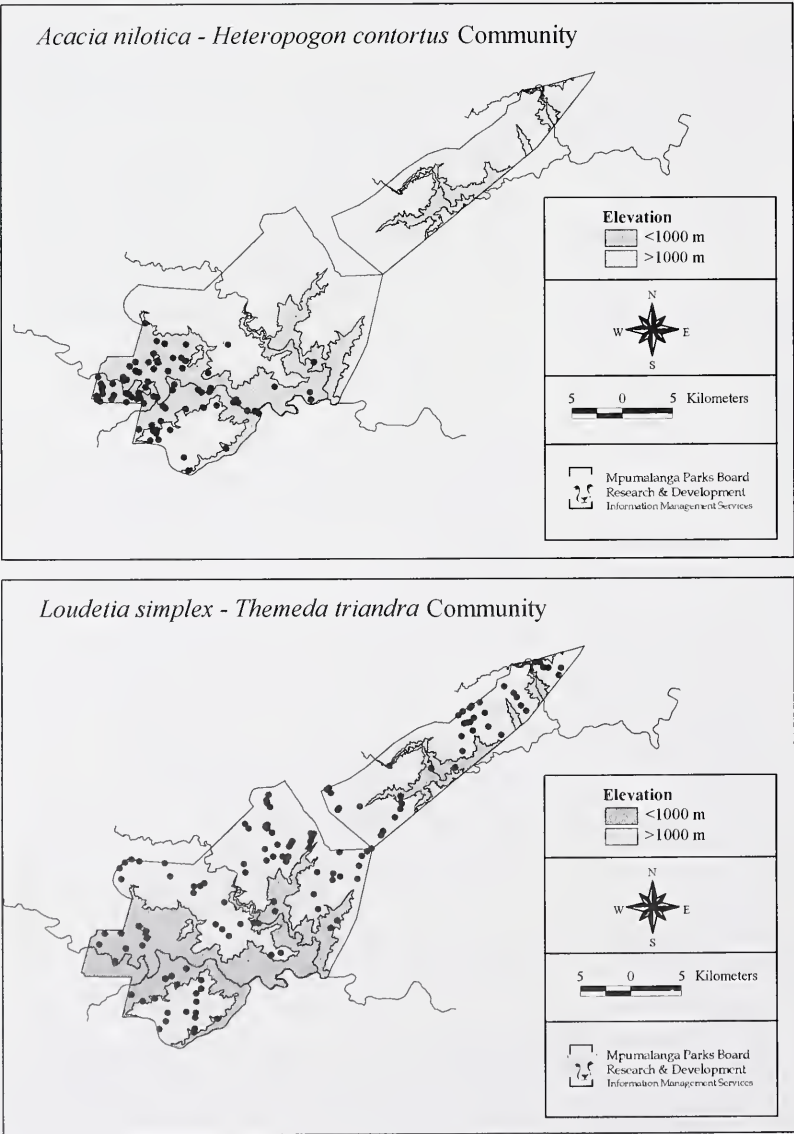 Acacia nilotica - Heteropogon contortus Community
Elevation
<1000 m
>1000 m
N
W E
S
5 0 5 Kilometers
Mpumalanga Parks Board
Research & Development
Information Management Services
Loudetia simplex - Themeda triandra Community
Elevation
<1000 m
>1000 m
N
W E
S
5 0 5 Kilometers
Mpumalanga Parks Board
Research & Development
Information Management Services